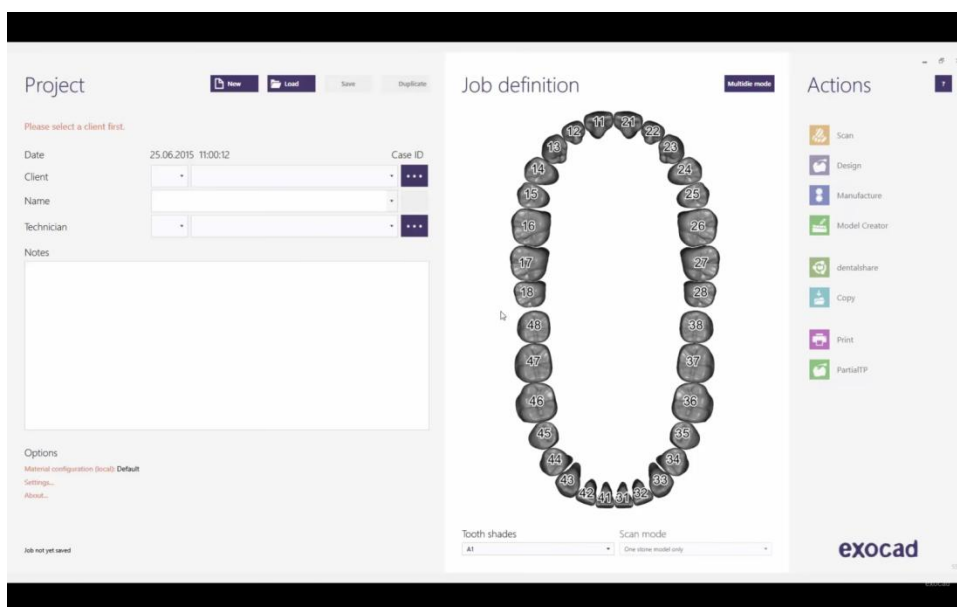 Project
New
Load
Save
Duplicate
Please select a client first.
Date 25.06.2015 11:00:12 Case ID
Client
Name
Technician
Notes
Options
Material configuration (local): Default
Settings...
About...
Job not yet saved
Job definition
Multidie mode
11 21
12 22
13 23
14 24
15 25
16 26
17 27
18 28
48 38
47 37
46 36
45 35
44 34
43 33
42 41 31 32
Tooth shades
A1
Scan mode
One stone model only
Actions
?
Scan
Design
Manufacture
Model Creator
dentalshare
Copy
Print
PartialTP
exocad
exocad